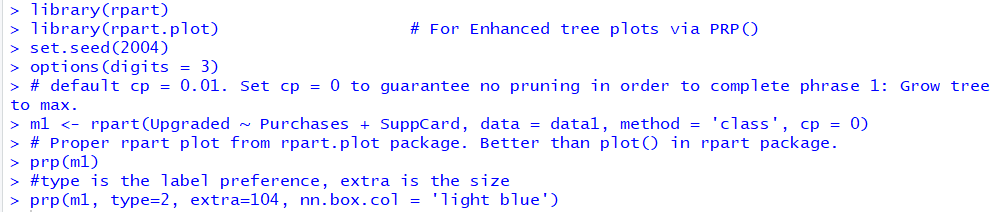 > library(rpart)
> library(rpart.plot)                    # For Enhanced tree plots via PRP()
> set.seed(2004)
> options(digits = 3)
> # default cp = 0.01. Set cp = 0 to guarantee no pruning in order to complete phrase 1: Grow tree
to max.
> m1 <- rpart(Upgraded ~ Purchases + SuppCard, data = data1, method = 'class', cp = 0)
> # Proper rpart plot from rpart.plot package. Better than plot() in rpart package.
> prp(m1)
> #type is the label preference, extra is the size
> prp(m1, type=2, extra=104, nn.box.col = 'light blue')